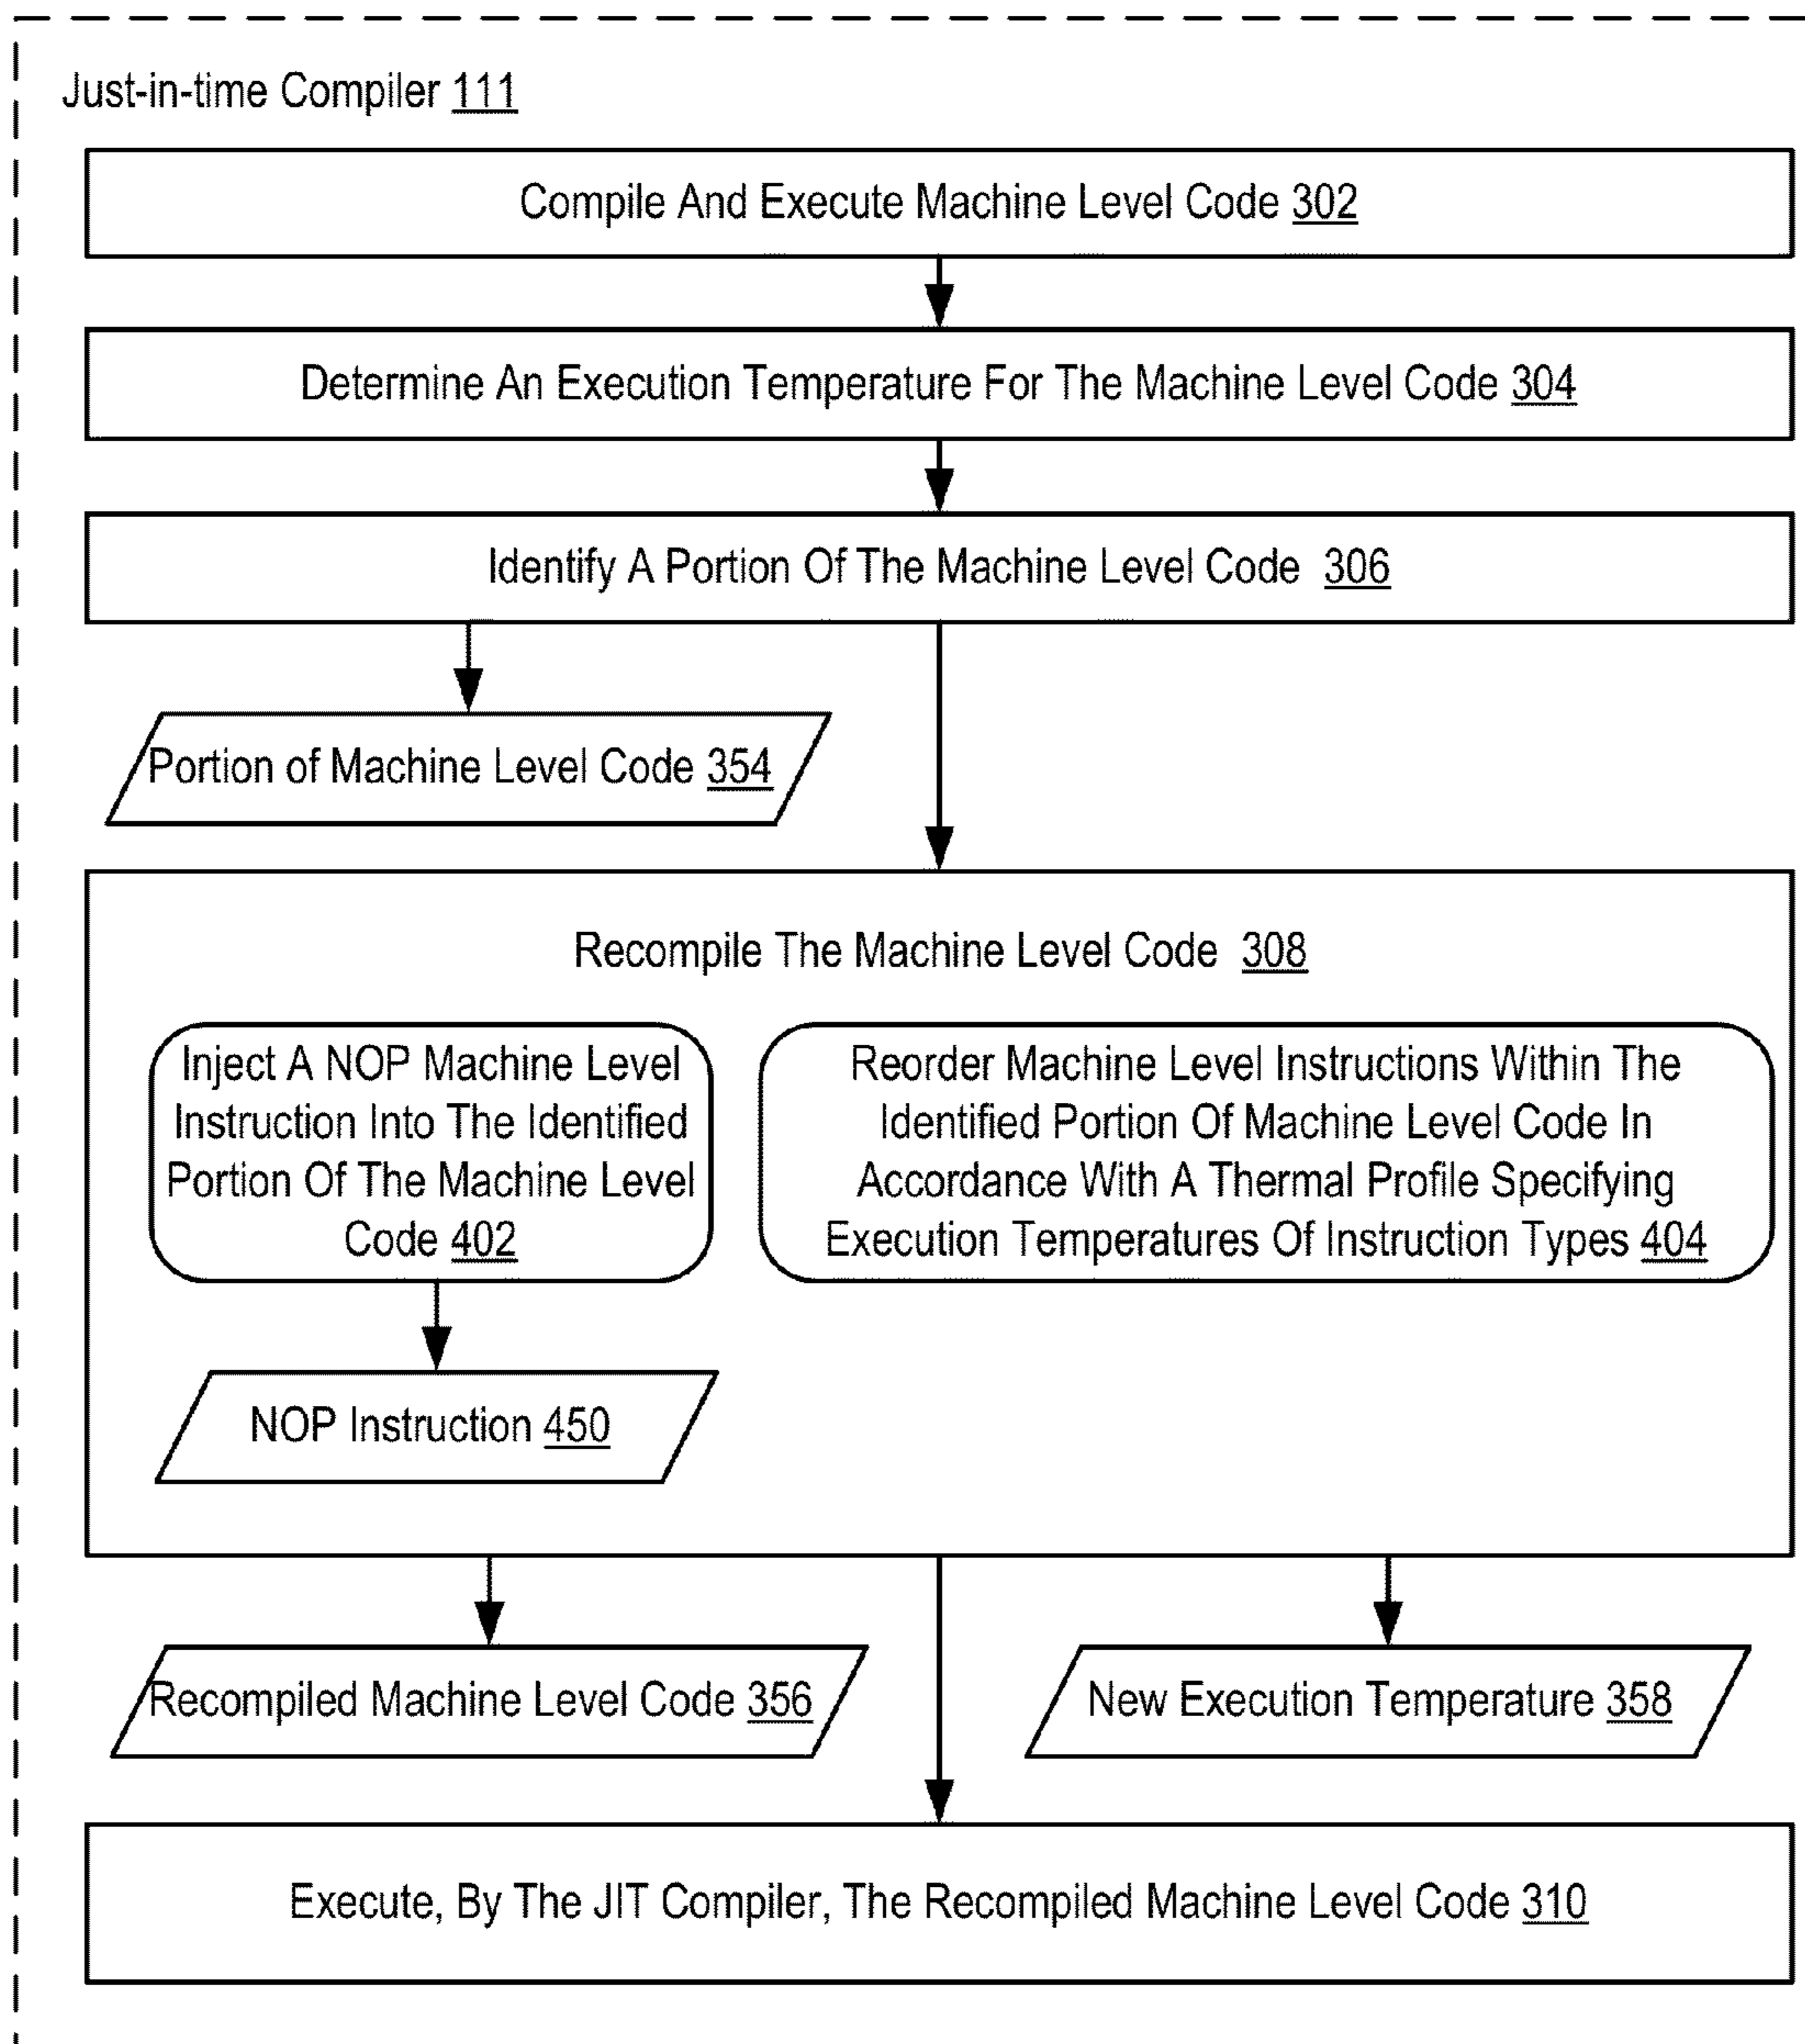 Just-in-time Compiler 111
Compile And Execute Machine Level Code 302
Determine An Execution Temperature For The Machine Level Code 304
Identify A Portion Of The Machine Level Code 306
Portion of Machine Level Code 354
Recompile The Machine Level Code 308
Inject A NOP Machine Level
Instruction Into The Identified
Portion Of The Machine Level
Code 402
Reorder Machine Level Instructions Within The
Identified Portion Of Machine Level Code In
Accordance With A Thermal Profile Specifying
Execution Temperatures Of Instruction Types 404
NOP Instruction 450
Recompiled Machine Level Code 356
New Execution Temperature 358
Execute, By The JIT Compiler, The Recompiled Machine Level Code 310